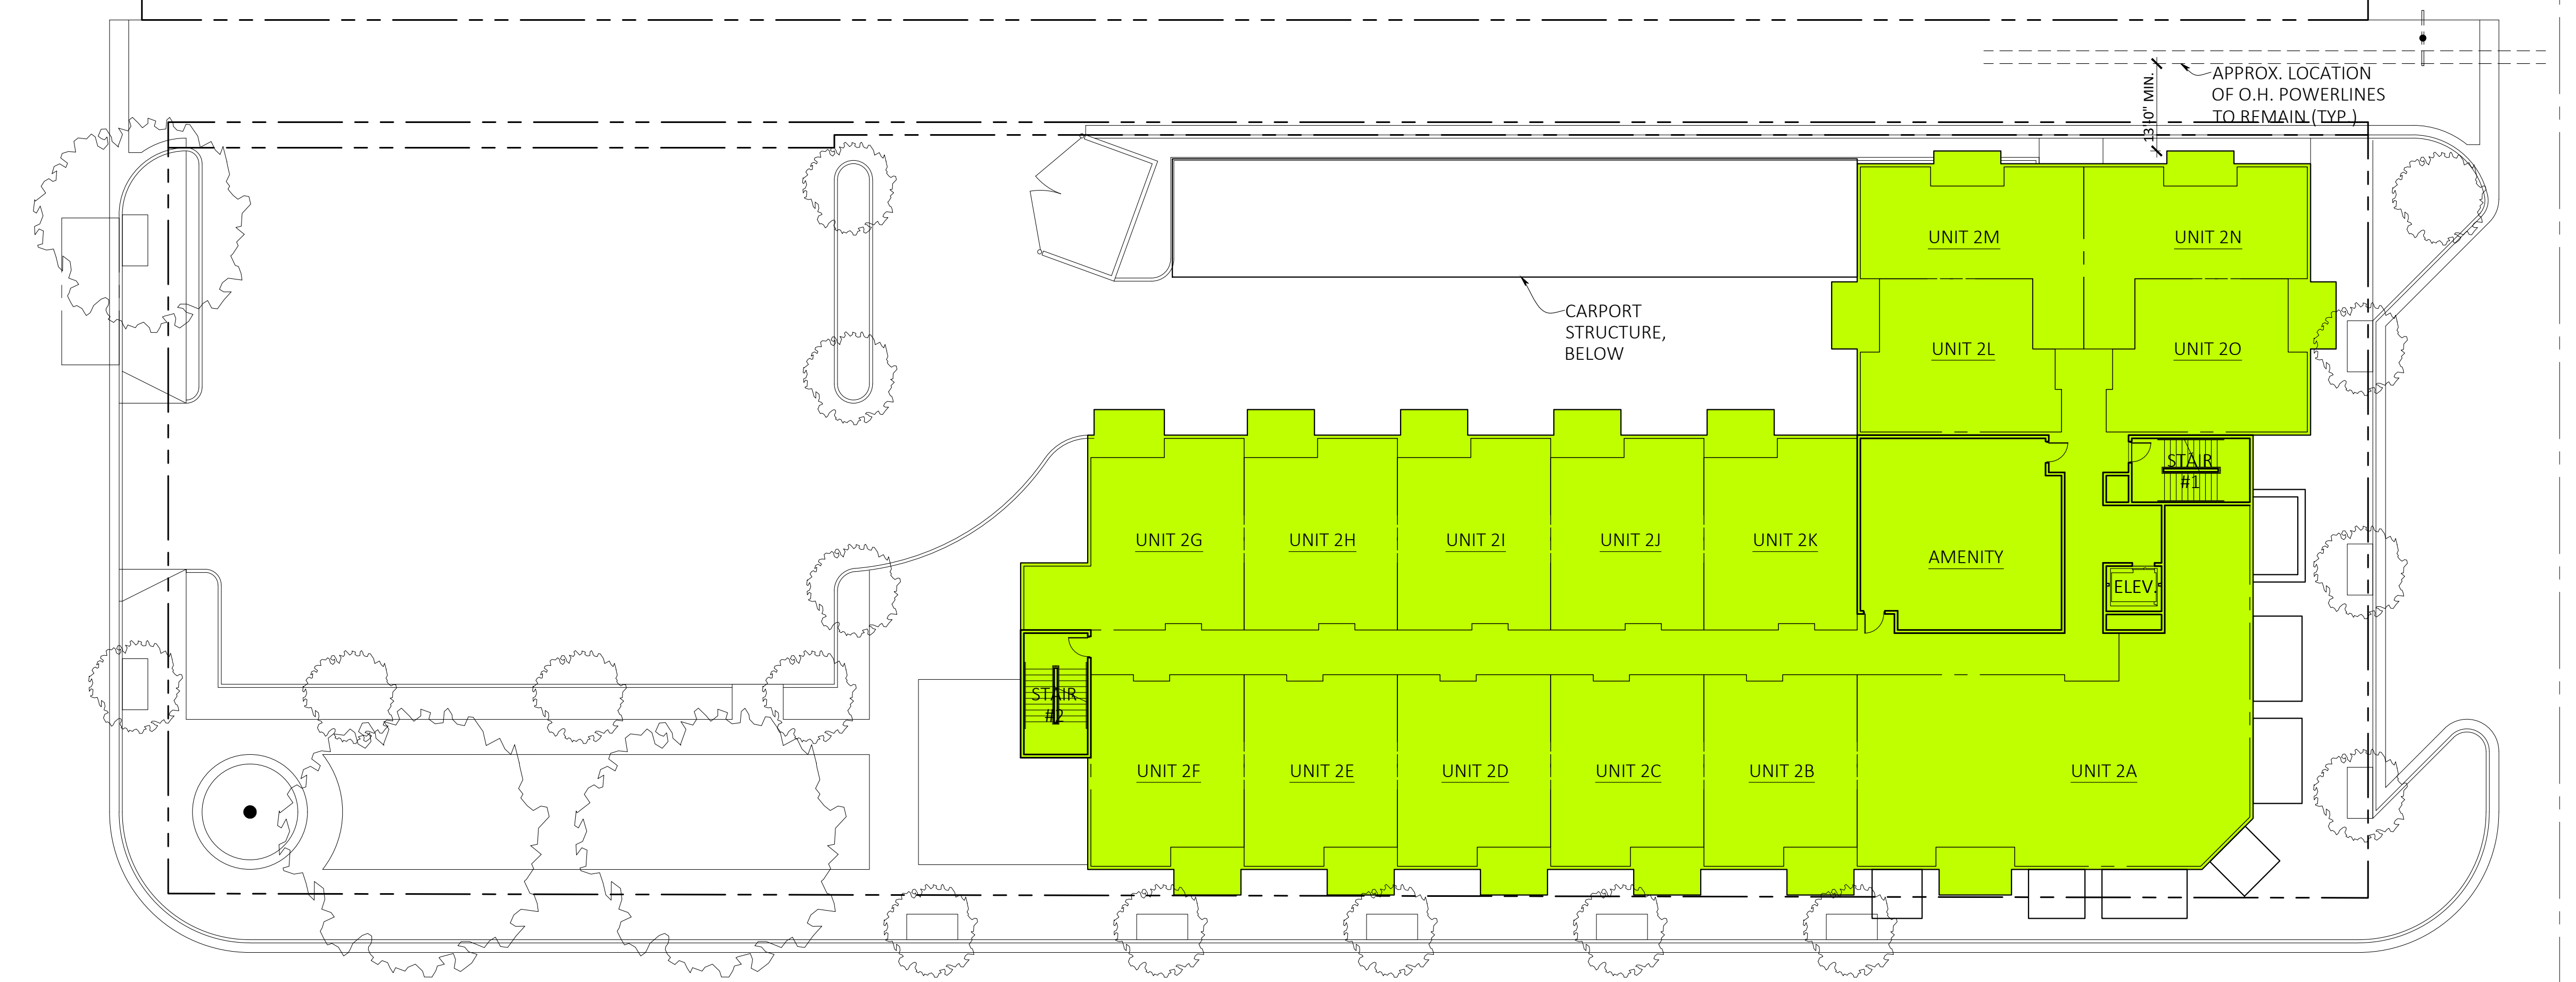 APPROX. LOCATION
OF O.H. POWERLINES
TO REMAIN (TYP.)
13'-0" MIN.
UNIT 2M
UNIT 2N
CARPORT
STRUCTURE,
BELOW
UNIT 2L
UNIT 2O
STAIR
#1
UNIT 2G
UNIT 2H
UNIT 2I
UNIT 2J
UNIT 2K
AMENITY
ELEV.
STAIR
#2
UNIT 2F
UNIT 2E
UNIT 2D
UNIT 2C
UNIT 2B
UNIT 2A